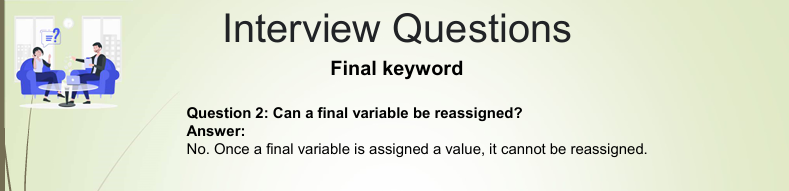 Interview Questions
Final keyword
Question 2: Can a final variable be reassigned?
Answer:
No. Once a final variable is assigned a value, it cannot be reassigned.